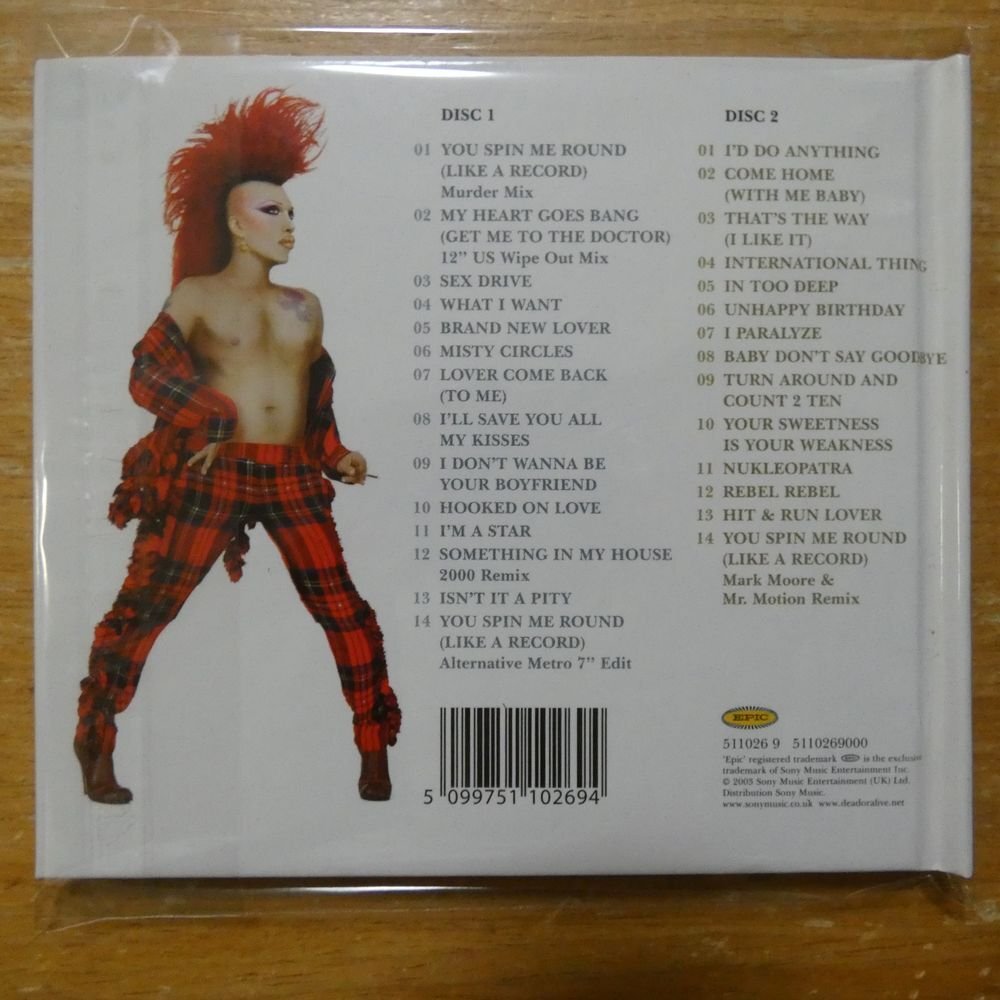 DISC 1
01 YOU SPIN ME ROUND
(LIKE A RECORD)
Murder Mix
02 MY HEART GOES BANG
(GET ME TO THE DOCTOR)
12” US Wipe Out Mix
03 SEX DRIVE
04 WHAT I WANT
05 BRAND NEW LOVER
06 MISTY CIRCLES
07 LOVER COME BACK
(TO ME)
08 I'LL SAVE YOU ALL
MY KISSES
09 I DON'T WANNA BE
YOUR BOYFRIEND
10 HOOKED ON LOVE
11 I'M A STAR
12 SOMETHING IN MY HOUSE
2000 Remix
13 ISN'T IT A PITY
14 YOU SPIN ME ROUND
(LIKE A RECORD)
Alternative Metro 7” Edit
DISC 2
01 I'D DO ANYTHING
02 COME HOME
(WITH ME BABY)
03 THAT'S THE WAY
(I LIKE IT)
04 INTERNATIONAL THING
05 IN TOO DEEP
06 UNHAPPY BIRTHDAY
07 I PARALYZE
08 BABY DON'T SAY GOODBYE
09 TURN AROUND AND
COUNT 2 TEN
10 YOUR SWEETNESS
IS YOUR WEAKNESS
11 NUKLEOPATRA
12 REBEL REBEL
13 HIT & RUN LOVER
14 YOU SPIN ME ROUND
(LIKE A RECORD)
Mark Moore &
Mr. Motion Remix
5 099751 102694
EPIC
511026 9 5110269000
'Epic' registered trademark EPIC is the exclusive
trademark of Sony Music Entertainment Inc.
© 2003 Sony Music Entertainment (UK) Ltd.
Distribution Sony Music.
www.sonymusic.co.uk www.deadoralive.net